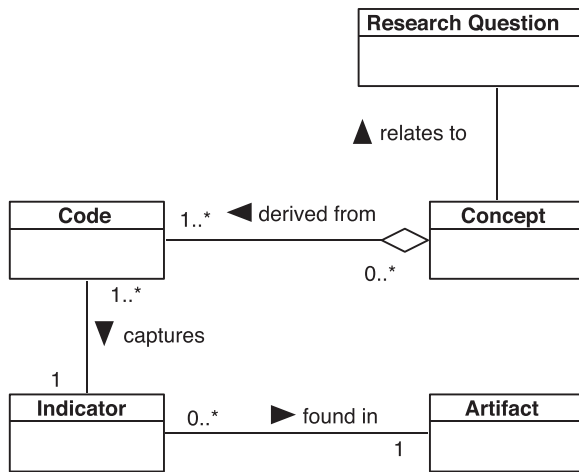 Research Question
relates to
Code
1..*
derived from
Concept
0..*
1..*
captures
1
Indicator
0..*
found in
Artifact
1